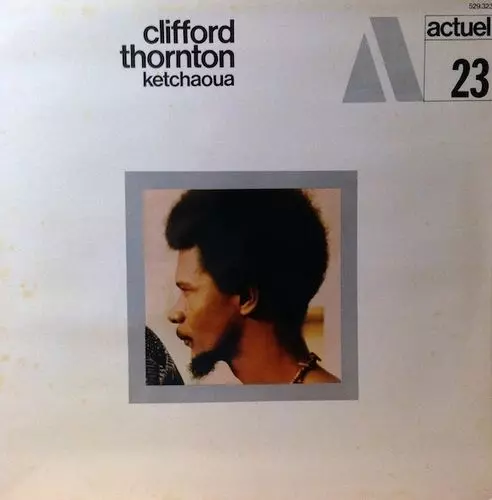 529.323
clifford
thornton
ketchaoua
actuel
23